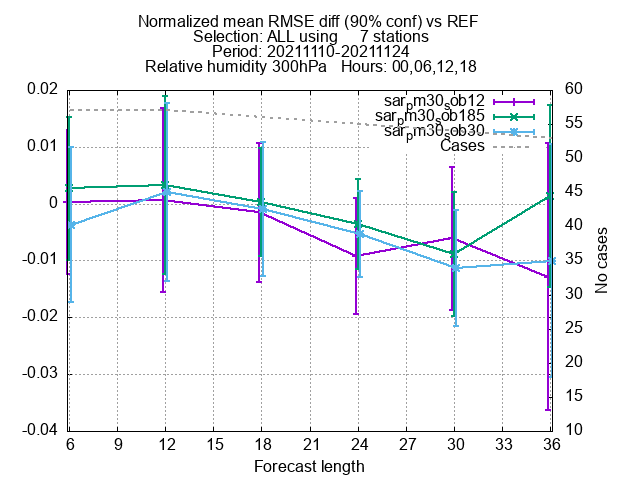 Normalized mean RMSE diff (90% conf) vs REF
Selection: ALL using 7 stations
Period: 20211110-20211124
Relative humidity 300hPa Hours: 00,06,12,18
sar_pm30_sob12
sar_pm30_sob185
sar_pm30_sob30
Cases
0.02
0.01
0
-0.01
-0.02
-0.03
-0.04
60
55
50
45
40
35
30
25
20
15
10
No cases
6 9 12 15 18 21 24 27 30 33 36
Forecast length